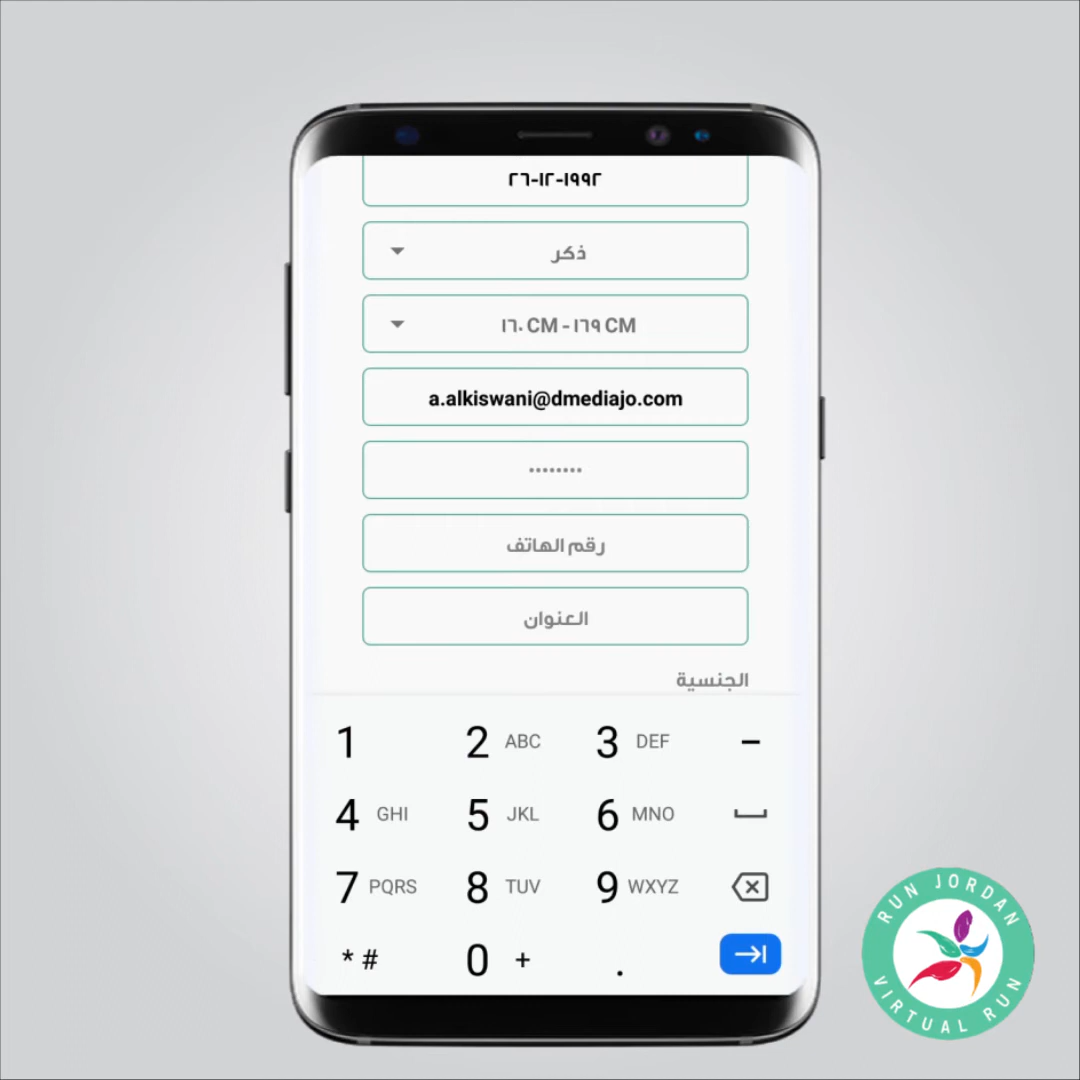 ٢٦-١٢-١٩٩٢
ذكر
١٦٠ CM - ١٦٩ CM
a.alkiswani@dmediajo.com
••••••••
رقم الهاتف
العنوان
الجنسية
1 2 ABC 3 DEF –
4 GHI 5 JKL 6 MNO
7 PQRS 8 TUV 9 WXYZ
* # 0 + .
RUN JORDAN
VIRTUAL RUN